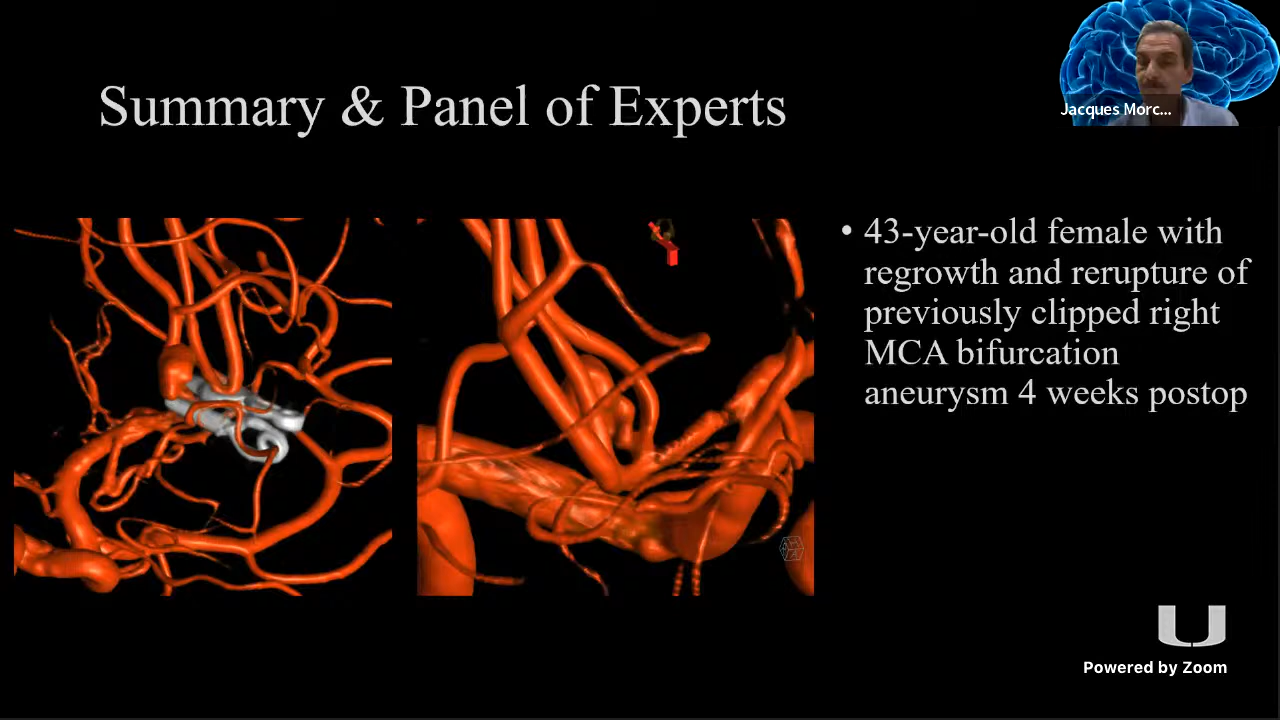 Summary & Panel of Experts
Jacques Morc...
• 43-year-old female with
regrowth and rerupture of
previously clipped right
MCA bifurcation
aneurysm 4 weeks postop
U
Powered by Zoom